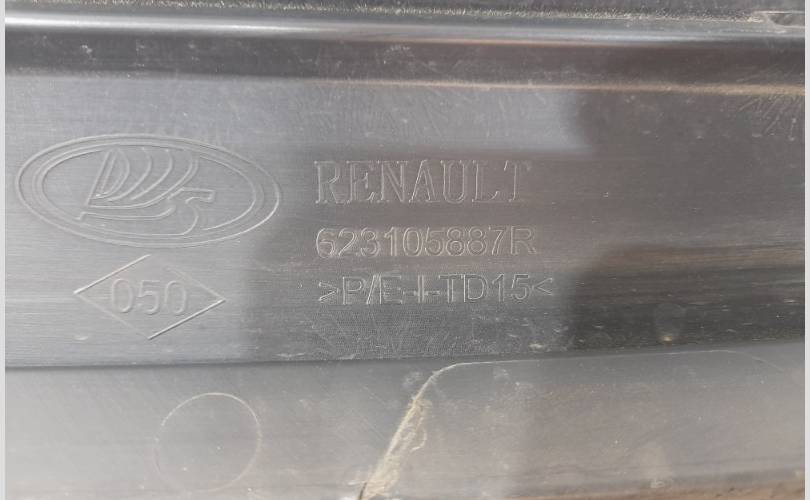 RENAULT
623105887R
050
>P/E-I-TD15<